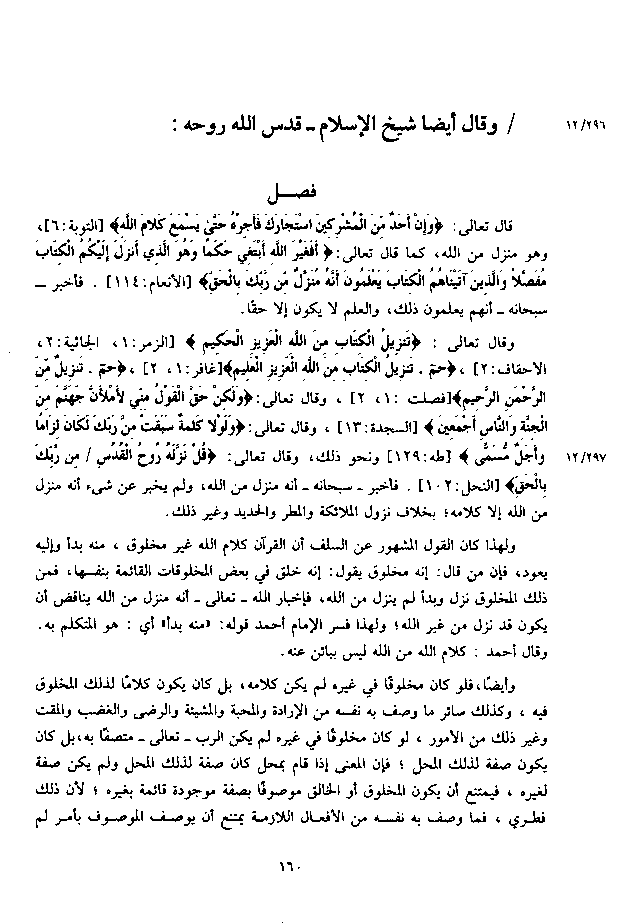 ١٢/٢٩٦ / وقال أيضا شيخ الإسلام ـ قدس الله روحه :
فصـــل
قال تعالى: ﴿وَإِنْ أَحَدٌ مِّنَ الْمُشْرِكِينَ اسْتَجَارَكَ فَأَجِرْهُ حَتَّىٰ يَسْمَعَ كَلَامَ اللَّهِ﴾ [التوبة:٦]،
وهو منزل من الله، كما قال تعالى:﴿ أَفَغَيْرَ اللَّهِ أَبْتَغِي حَكَمًا وَهُوَ الَّذِي أَنزَلَ إِلَيْكُمُ الْكِتَابَ
مُفَصَّلاً وَالَّذِينَ آتَيْنَاهُمُ الْكِتَابَ يَعْلَمُونَ أَنَّهُ مُنَزَّلٌ مِّن رَّبِّكَ بِالْحَقِّ﴾ [الأنعام:١١٤] . فأخبر ـ
سبحانه ـ أنهم يعلمون ذلك، والعلم لا يكون إلا حقًا.
وقال تعالى : ﴿تَنزِيلُ الْكِتَابِ مِنَ اللَّهِ الْعَزِيزِ الْحَكِيمِ ﴾ [الزمر:١، الجاثية:٢،
الأحقاف:٢] ،﴿حمٓ . تَنزِيلُ الْكِتَابِ مِنَ اللَّهِ الْعَزِيزِ الْعَلِيمِ﴾[غافر:١، ٢] ،﴿حمٓ . تَنزِيلٌ مِّنَ
الرَّحْمَنِ الرَّحِيمِ﴾[فصلت :١، ٢] ، وقال تعالى:﴿وَلَكِنْ حَقَّ الْقَوْلُ مِنِّي لأَمْلأَنَّ جَهَنَّمَ مِنَ
الْجِنَّةِ وَالنَّاسِ أَجْمَعِينَ ﴾ [السجدة:١٣] ، وقال تعالى:﴿وَلَوْلا كَلِمَةٌ سَبَقَتْ مِن رَّبِّكَ لَكَانَ لِزَامًا
١٢/٢٩٧ وَأَجَلٌ مُّسَمًّى ﴾ [طه:١٢٩] ونحو ذلك، وقال تعالى: ﴿قُلْ نَزَّلَهُ رُوحُ الْقُدُسِ / مِن رَّبِّكَ
بِالْحَقِّ﴾ [النحل:١٠٢] . فأخبر ـ سبحانه ـ أنه منزل من الله، ولم يخبر عن شىء أنه منزل
من الله إلا كلامه؛ بخلاف نزول الملائكة والمطر والحديد وغير ذلك.
ولهذا كان القول المشهور عن السلف أن القرآن كلام الله غير مخلوق ، منه بدأ وإليه
يعود، فإن من قال: إنه مخلوق يقول: إنه خلق في بعض المخلوقات القائمة بنفسها، فمن
ذلك المخلوق نزل وبدأ لم ينزل من الله، فإخبار الله ـ تعالى ـ أنه منزل من الله يناقض أن
يكون قد نزل من غير الله؛ ولهذا فسر الإمام أحمد قوله: «منه بدأ» أي : هو المتكلم به.
وقال أحمد : كلام الله من الله ليس ببائن عنه.
وأيضًا،فلو كان مخلوقًا في غيره لم يكن كلامه، بل كان يكون كلامًا لذلك المخلوق
فيه ، وكذلك سائر ما وصف به نفسه من الإرادة والمحبة والمشيئة والرضى والغضب والمقت
وغير ذلك من الأمور ، لو كان مخلوقًا في غيره لم يكن الرب ـ تعالى ـ متصفًا به،بل كان
يكون صفة لذلك المحل ؛ فإن المعنى إذا قام بمحل كان صفة لذلك المحل ولم يكن صفة
لغيره ، فيمتنع أن يكون المخلوق أو الخالق موصوفًا بصفة موجودة قائمة بغيره ؛ لأن ذلك
فطري ، فما وصف به نفسه من الأفعال اللازمة يمتنع أن يوصف الموصوف بأمر لم
١٦٠